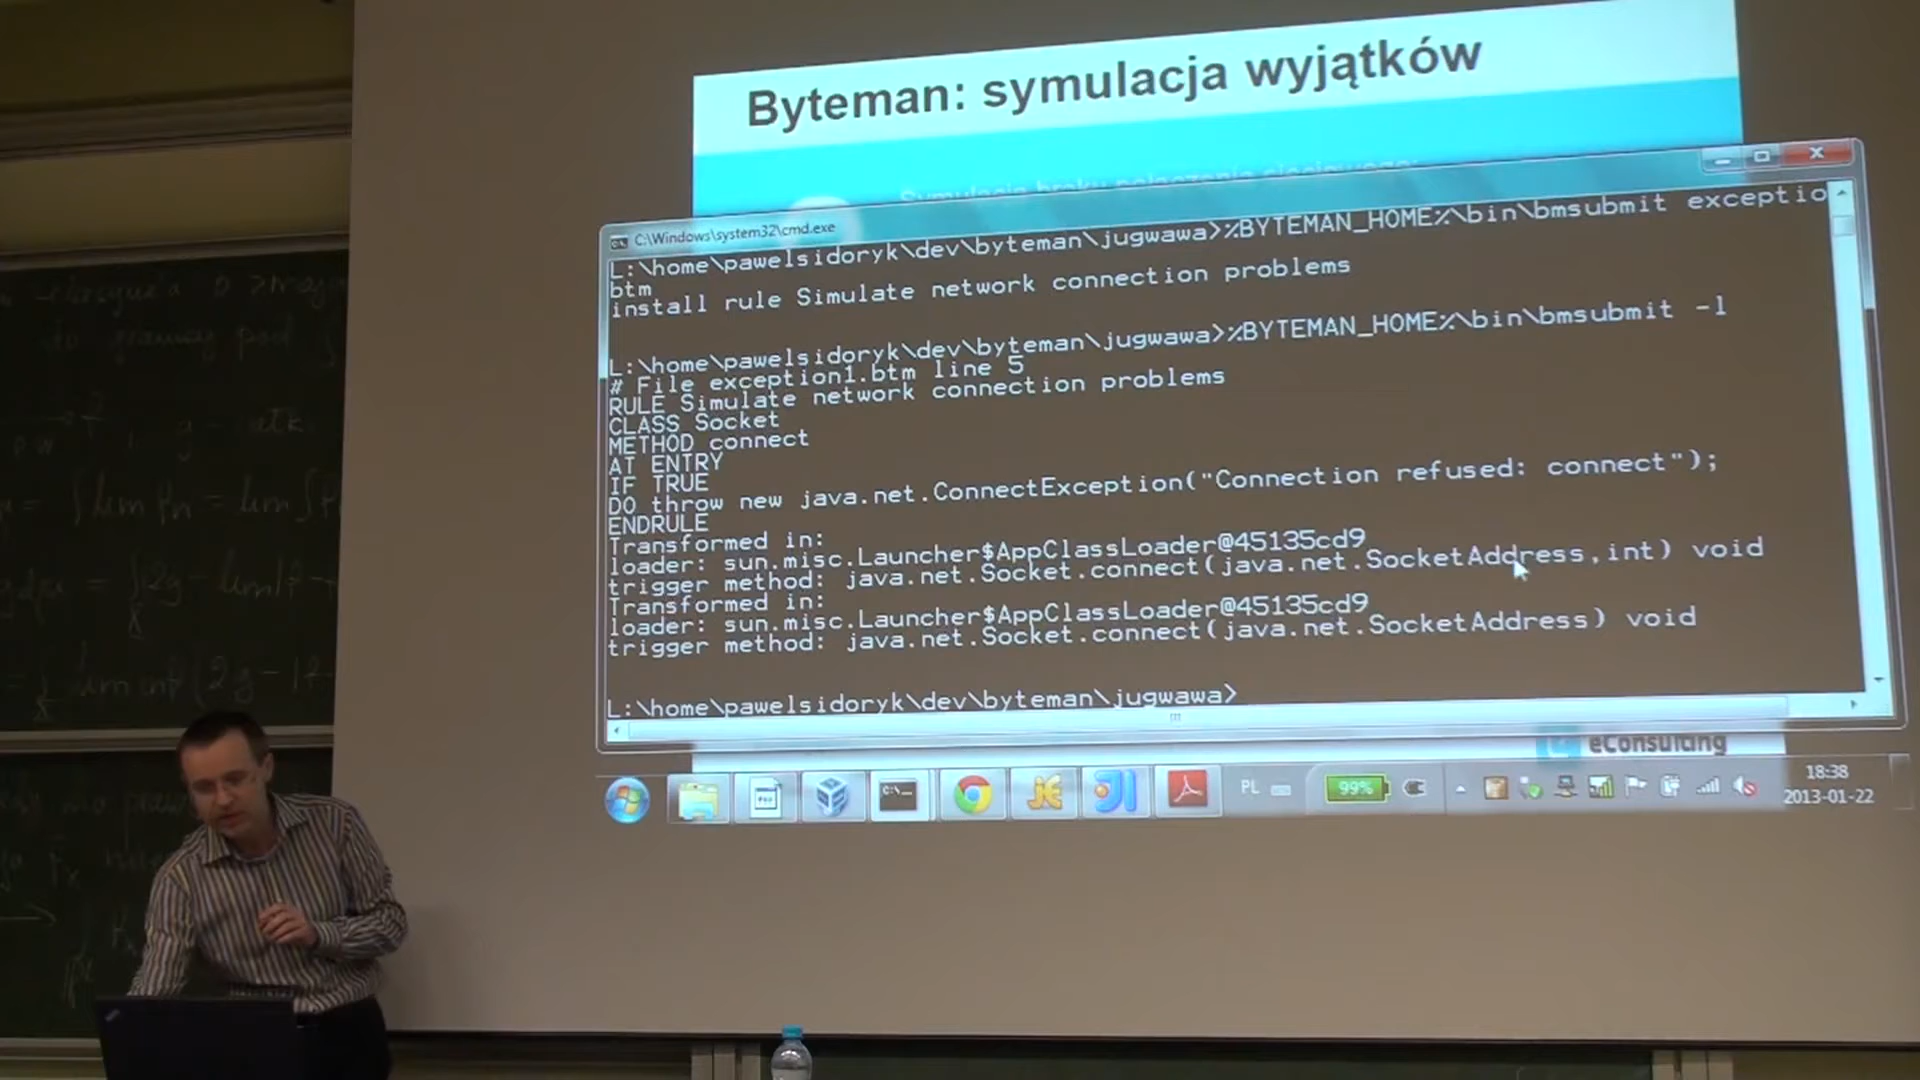 Byteman: symulacja wyjątków
C:\Windows\system32\cmd.exe
L:\home\pawelsidoryk\dev\byteman\jugwawa>%BYTEMAN_HOME%\bin\bmsubmit exceptio
btm
install rule Simulate network connection problems
L:\home\pawelsidoryk\dev\byteman\jugwawa>%BYTEMAN_HOME%\bin\bmsubmit -l
# File exception1.btm line 5
RULE Simulate network connection problems
CLASS Socket
METHOD connect
AT ENTRY
IF TRUE
DO throw new java.net.ConnectException("Connection refused: connect");
ENDRULE
Transformed in:
loader: sun.misc.Launcher$AppClassLoader@45135cd9
trigger method: java.net.Socket.connect(java.net.SocketAddress,int) void
Transformed in:
loader: sun.misc.Launcher$AppClassLoader@45135cd9
trigger method: java.net.Socket.connect(java.net.SocketAddress) void
L:\home\pawelsidoryk\dev\byteman\jugwawa>
eConsulting
PL
99%
18:38
2013-01-22